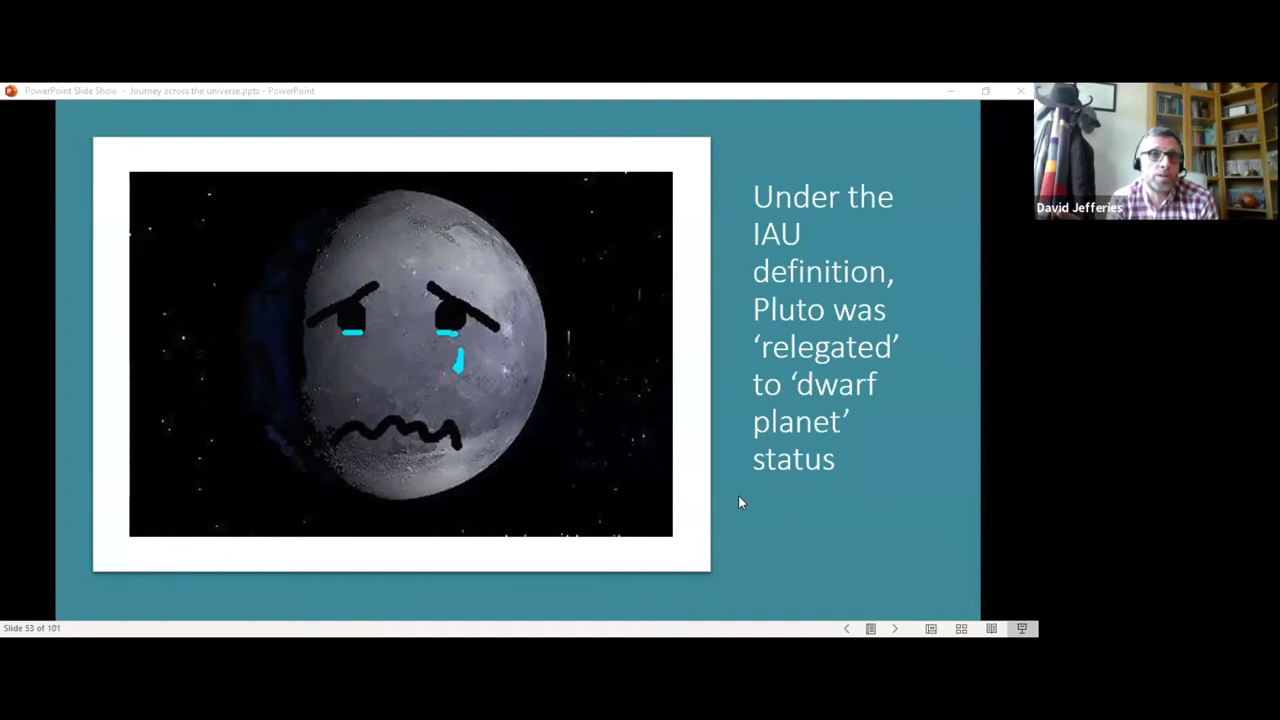 PowerPoint Slide Show - Journey across the universe.pptx - PowerPoint
David Jefferies
Under the
IAU
definition,
Pluto was
‘relegated’
to ‘dwarf
planet’
status
Slide 53 of 101